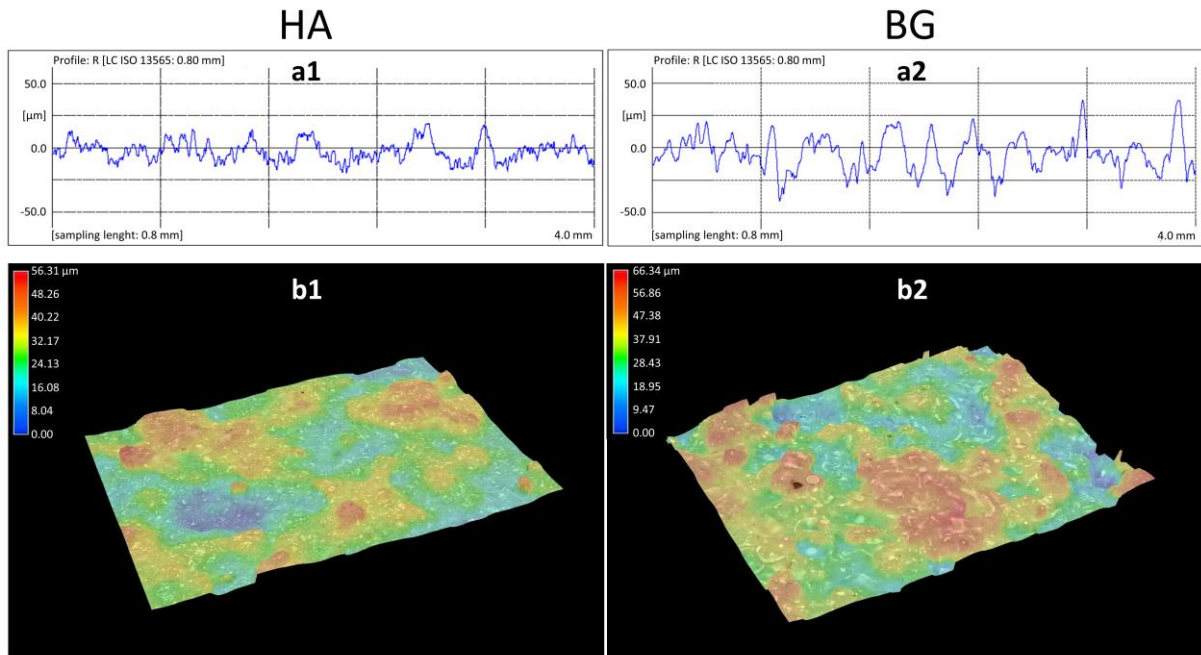 HA
BG
Profile: R [LC ISO 13565: 0.80 mm]
a1
50.0
[µm]
0.0
-50.0
[sampling lenght: 0.8 mm]
4.0 mm
Profile: R [LC ISO 13565: 0.80 mm]
a2
50.0
[µm]
0.0
-50.0
[sampling lenght: 0.8 mm]
4.0 mm
56.31 µm
48.26
40.22
32.17
24.13
16.08
8.04
0.00
b1
66.34 µm
56.86
47.38
37.91
28.43
18.95
9.47
0.00
b2